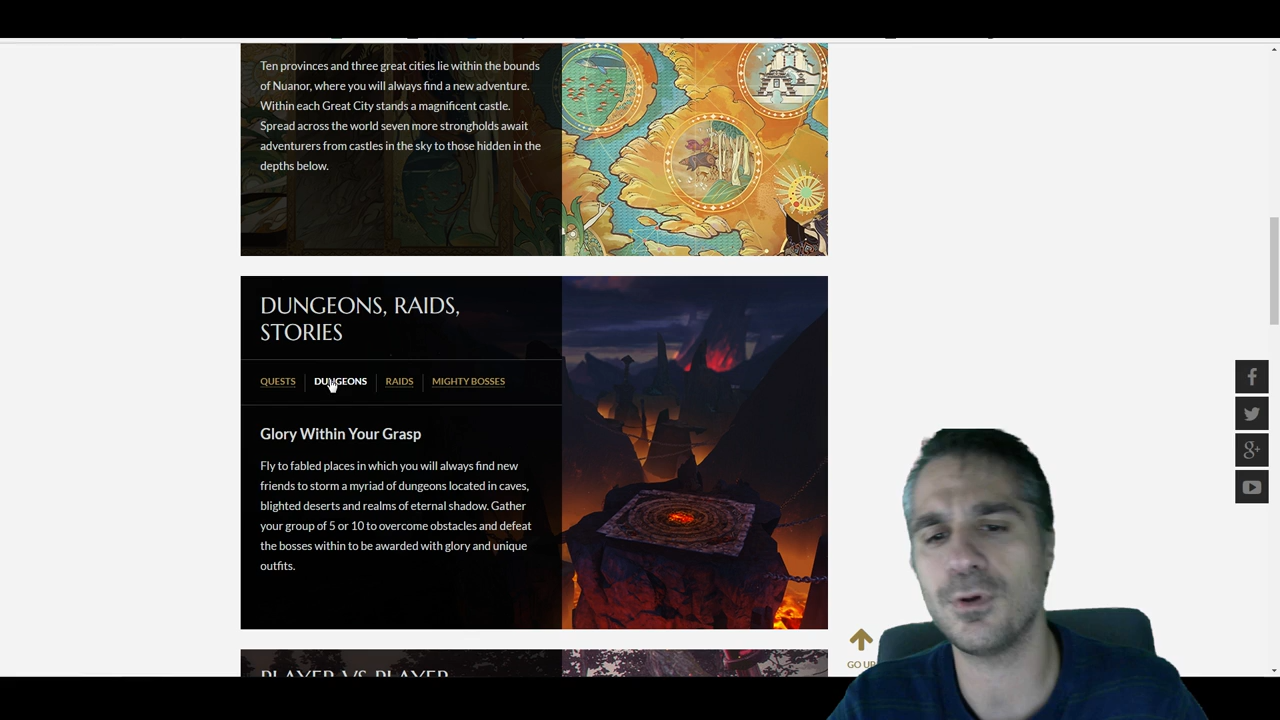 Ten provinces and three great cities lie within the bounds
of Nuanor, where you will always find a new adventure.
Within each Great City stands a magnificent castle.
Spread across the world seven more strongholds await
adventurers from castles in the sky to those hidden in the
depths below.
DUNGEONS, RAIDS,
STORIES
QUESTS DUNGEONS RAIDS MIGHTY BOSSES
Glory Within Your Grasp
Fly to fabled places in which you will always find new
friends to storm a myriad of dungeons located in caves,
blighted deserts and realms of eternal shadow. Gather
your group of 5 or 10 to overcome obstacles and defeat
the bosses within to be awarded with glory and unique
outfits.
GO UP
PLAYER VS PLAYER